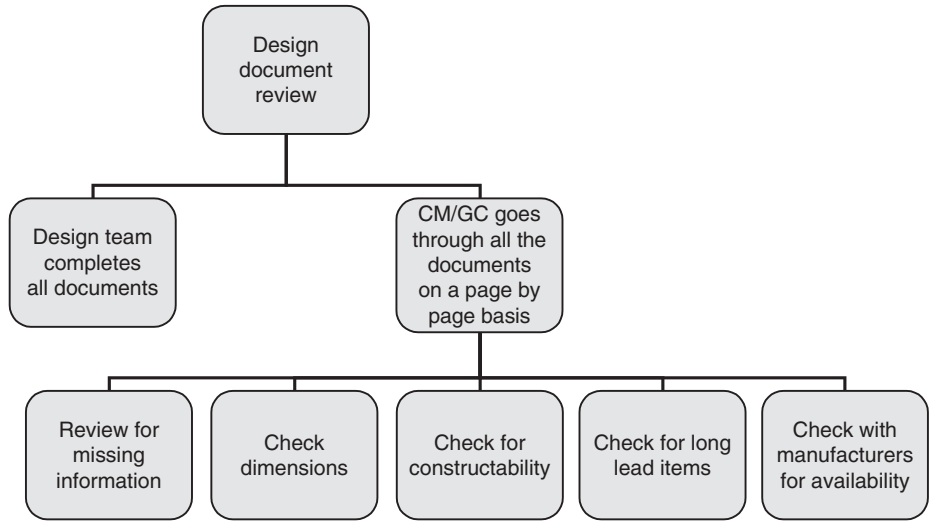 Design
document
review
Design team
completes
all documents
CM/GC goes
through all the
documents
on a page by
page basis
Review for
missing
information
Check
dimensions
Check for
constructability
Check for long
lead items
Check with
manufacturers
for availability